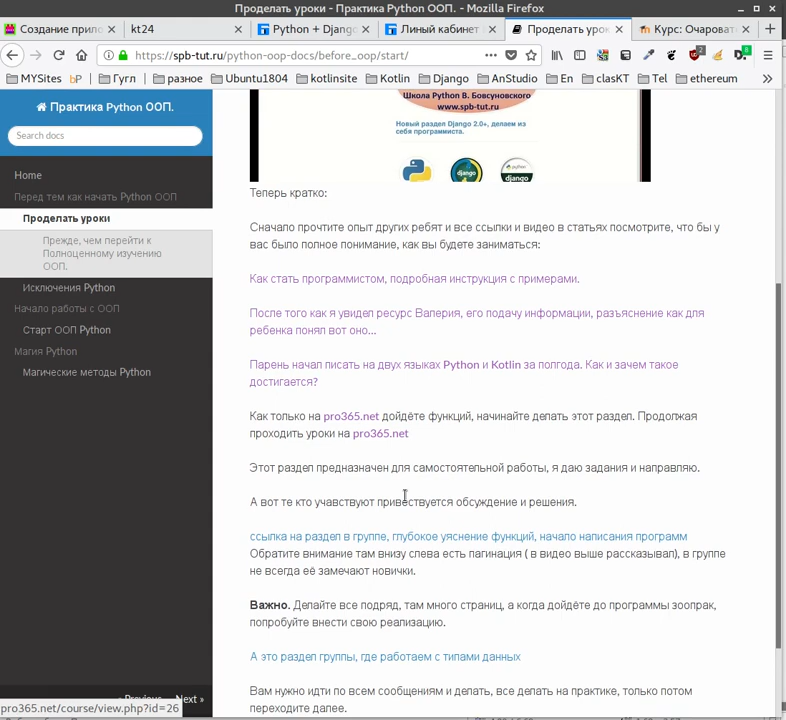 Проделать уроки - Практика Python ООП. - Mozilla Firefox
Создание прило
kt24
Python + Django
Линый кабинет
Проделать урок
Курс: Очароват
https://spb-tut.ru/python-oop-docs/before_oop/start/
2
8
MYSites
bP
Гугл
разное
Ubuntu1804
kotlinsite
Kotlin
Django
AnStudio
En
clasKT
Tel
ethereum
Практика Python ООП.
Search docs
Home
Перед тем как начать Python ООП
Проделать уроки
Прежде, чем перейти к
Полноценному изучению
ООП.
Исключения Python
Начало работы с ООП
Старт ООП Python
Магия Python
Магические методы Python
Next »
pro365.net/course/view.php?id=26
Школа Python В. Бовсуновского
www.spb-tut.ru
Новый раздел Django 2.0+, делаем из
себя программиста.
django
django
Теперь кратко:
Сначало прочтите опыт других ребят и все ссылки и видео в статьях посмотрите, что бы у
вас было полное понимание, как вы будете заниматься:
Как стать программистом, подробная инструкция с примерами.
После того как я увидел ресурс Валерия, его подачу информации, разъяснение как для
ребенка понял вот оно...
Парень начал писать на двух языках Python и Kotlin за полгода. Как и зачем такое
достигается?
Как только на pro365.net дойдёте функций, начинайте делать этот раздел. Продолжая
проходить уроки на pro365.net
Этот раздел предназначен для самостоятельной работы, я даю задания и направляю.
А вот те кто учавствуют привествуется обсуждение и решения.
ссылка на раздел в группе, глубокое уяснение функций, начало написания программ
Обратите внимание там внизу слева есть пагинация ( в видео выше рассказывал), в группе
не всегда её замечают новички.
Важно. Делайте все подряд, там много страниц, а когда дойдёте до программы зоопрак,
попробуйте внести свою реализацию.
А это раздел группы, где работаем с типами данных
Вам нужно идти по всем сообщениям и делать, все делать на практике, только потом
переходите далее.